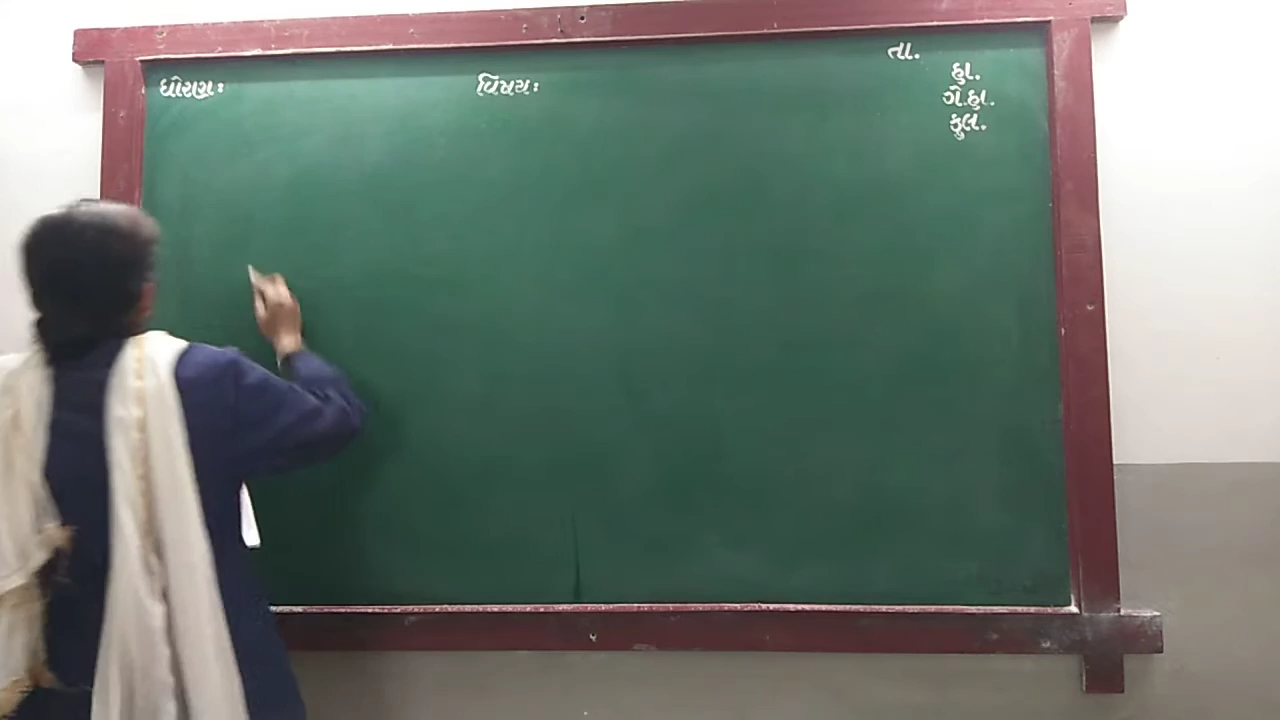 ધોરણઃ
વિષયઃ
તા.
હા.
ગે.હા.
કુલ.